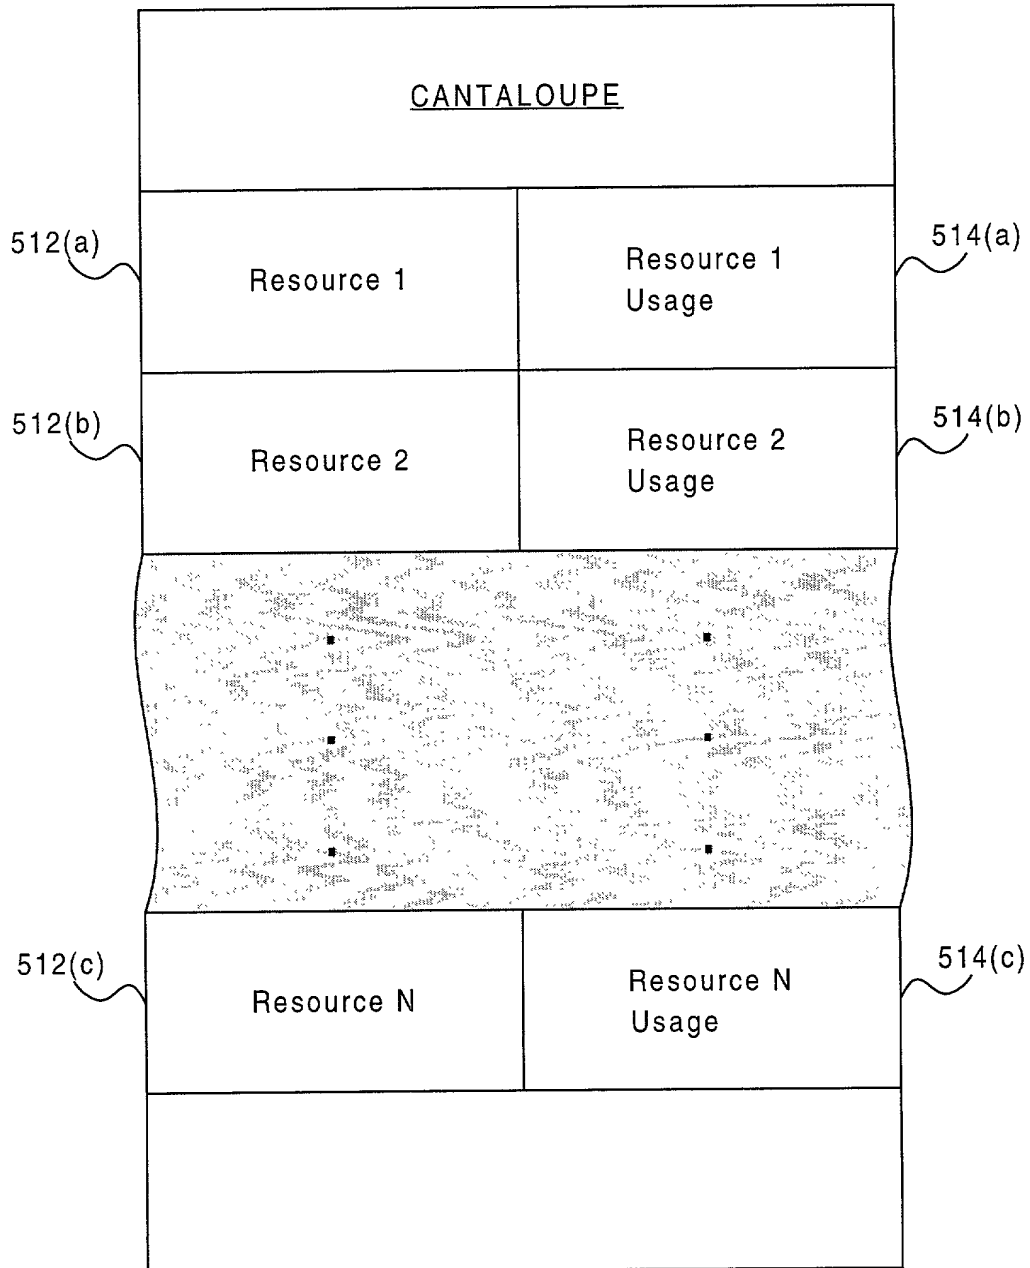 CANTALOUPE
512(a)
Resource 1
Resource 1
Usage
514(a)
512(b)
Resource 2
Resource 2
Usage
514(b)
512(c)
Resource N
Resource N
Usage
514(c)